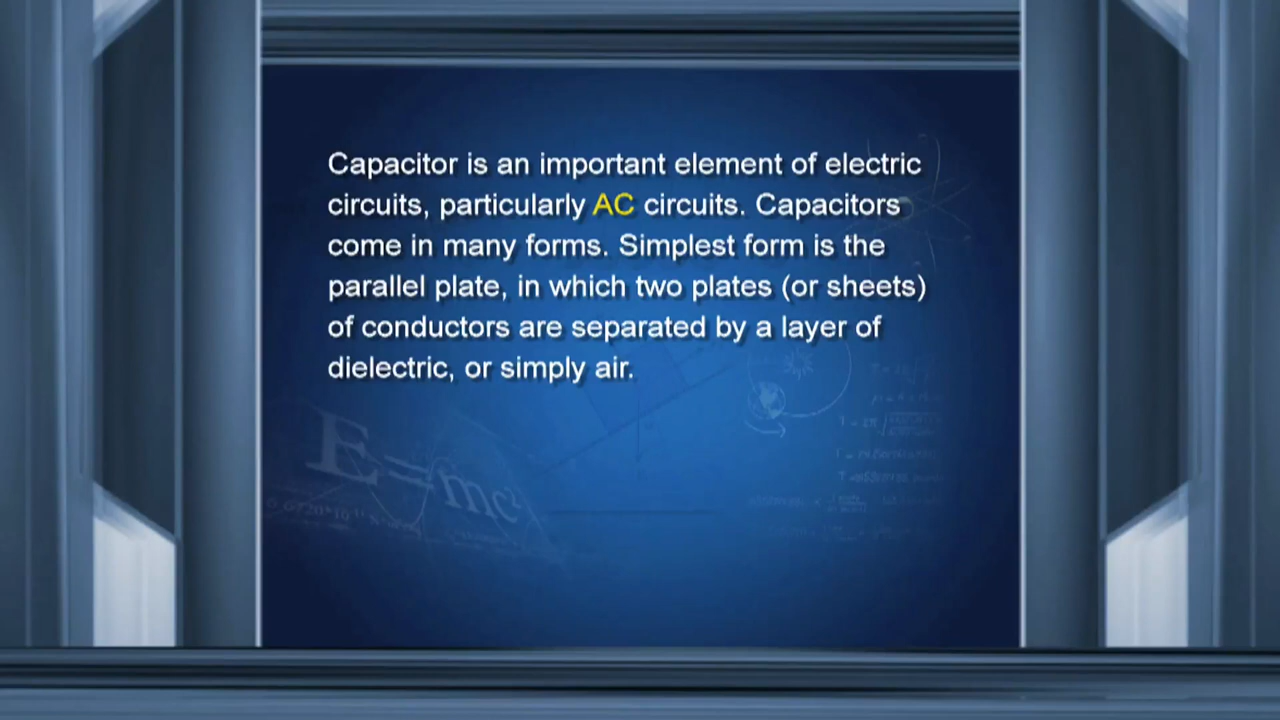 Capacitor is an important element of electric
circuits, particularly AC circuits. Capacitors
come in many forms. Simplest form is the
parallel plate, in which two plates (or sheets)
of conductors are separated by a layer of
dielectric, or simply air.
E=mc²